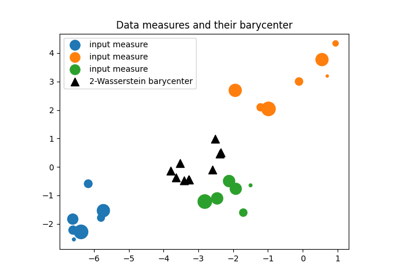 Data measures and their barycenter
input measure
input measure
input measure
2-Wasserstein barycenter
4
3
2
1
0
−1
−2
−6 −5 −4 −3 −2 −1 0 1